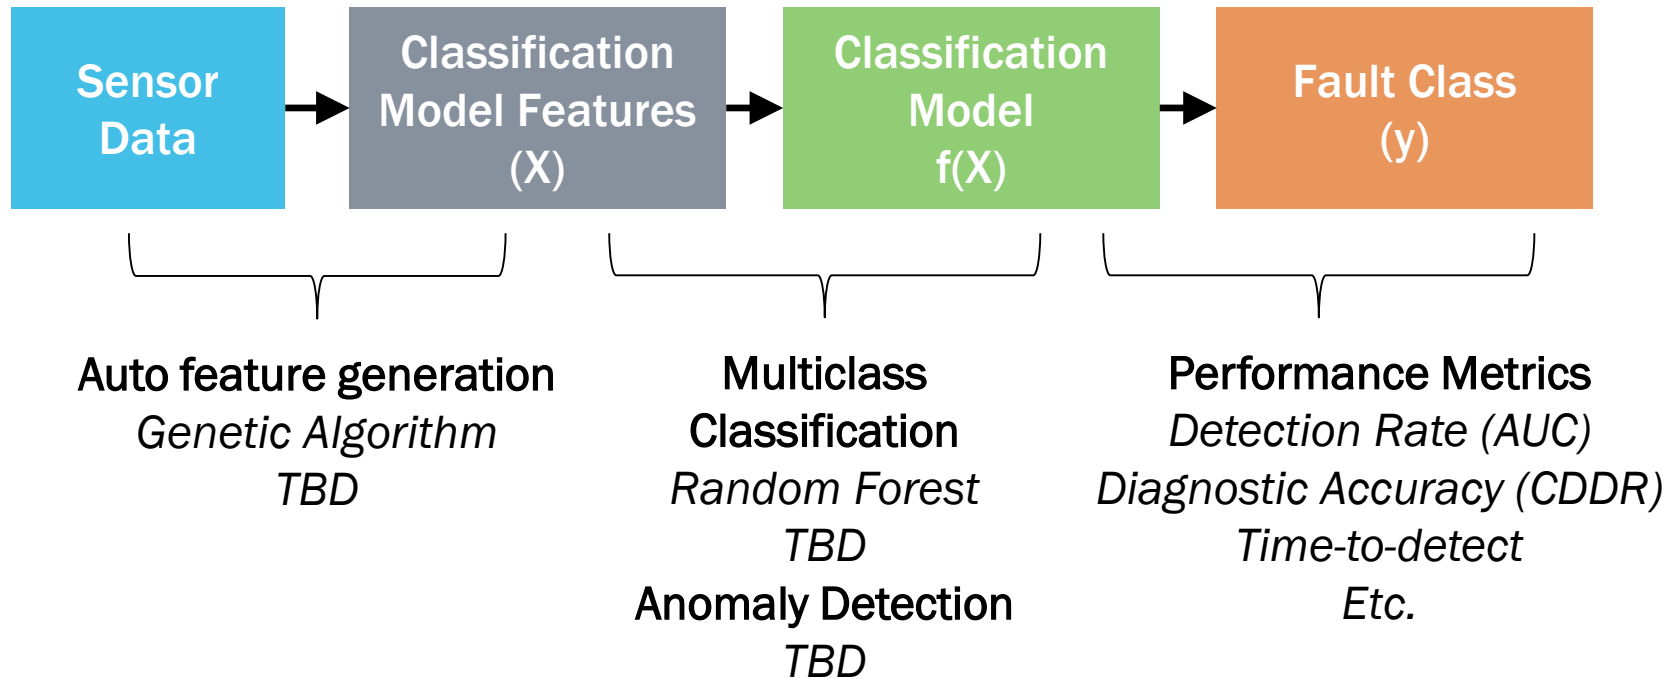 Sensor
Data
Classification
Model Features
(X)
Classification
Model
f(X)
Fault Class
(y)
Auto feature generation
Genetic Algorithm
TBD
Multiclass
Classification
Random Forest
TBD
Anomaly Detection
TBD
Performance Metrics
Detection Rate (AUC)
Diagnostic Accuracy (CDDR)
Time-to-detect
Etc.